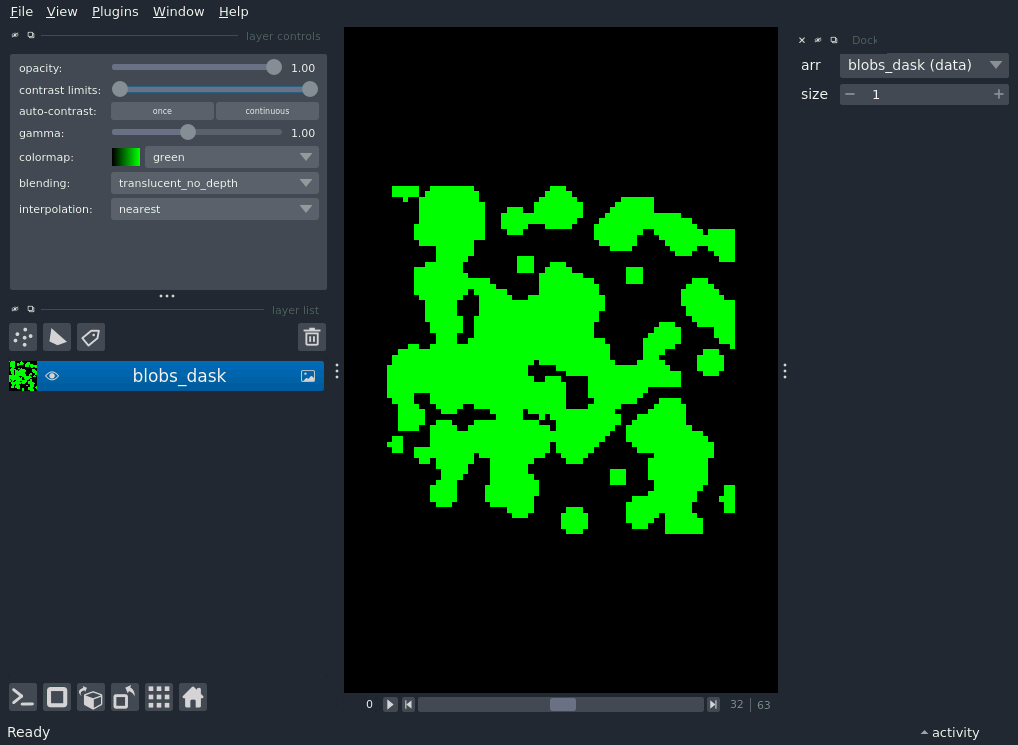 File View Plugins Window Help
layer controls
opacity: 1.00
contrast limits:
auto-contrast: once continuous
gamma: 1.00
colormap: green
blending: translucent_no_depth
interpolation: nearest
layer list
blobs_dask
0 32 63
Ready
activity
Dock
arr blobs_dask (data)
size 1